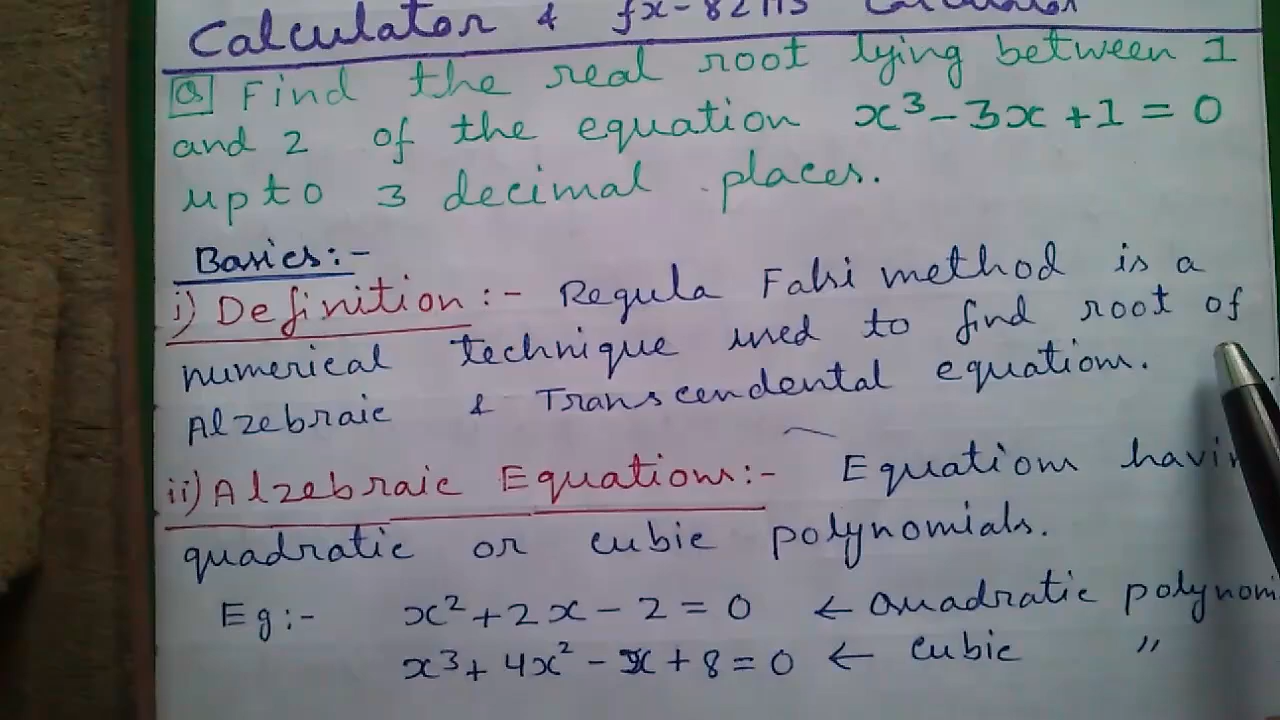 Calculator & fx-82MS Calculator
Q Find the real root lying between 1
and 2 of the equation x³-3x+1=0
upto 3 decimal places.
Basics:-
i) Definition:- Regula Falsi method is a
numerical technique used to find root of
Alzebraic & Transcendental equations.
ii) Alzebraic Equations:- Equations havin
quadratic or cubic polynomials.
Eg:- x²+2x-2=0 ← Quadratic polynom
x³+4x²-x+8=0 ← cubic "